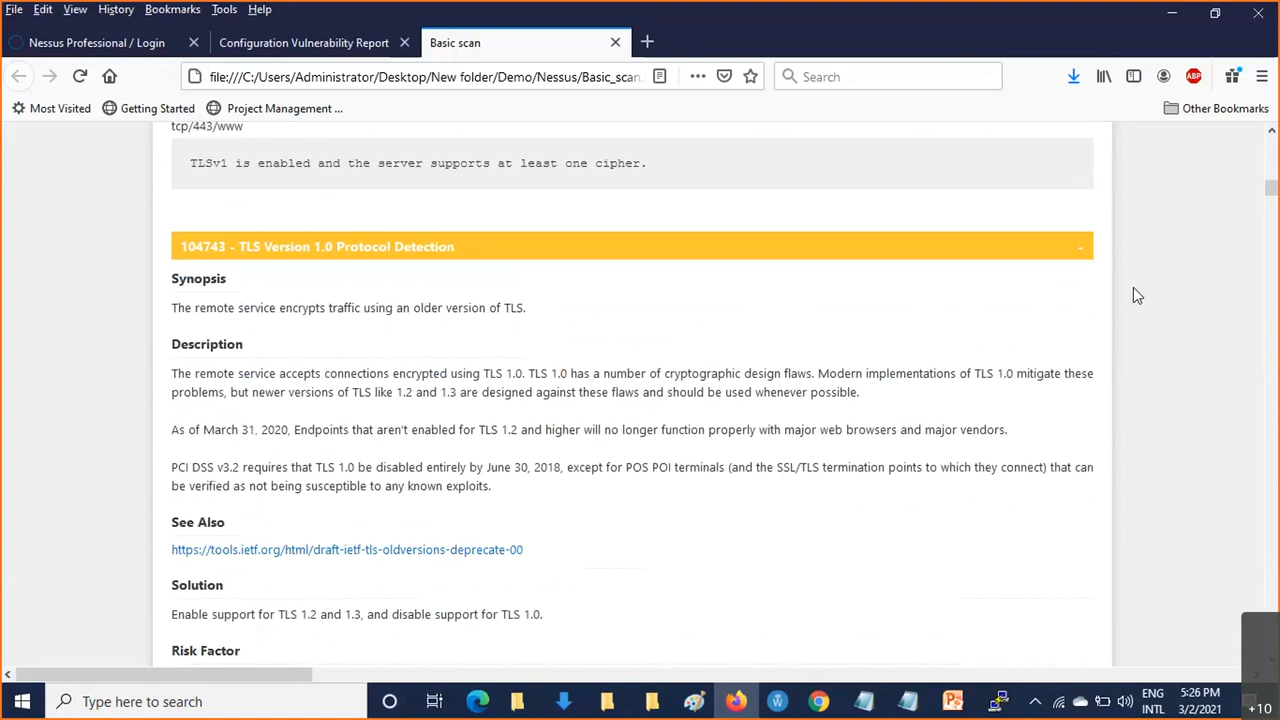 File Edit View History Bookmarks Tools Help
Nessus Professional / Login
Configuration Vulnerability Report
Basic scan
file:///C:/Users/Administrator/Desktop/New folder/Demo/Nessus/Basic_scan.
Search
ABP
Most Visited
Getting Started
Project Management ...
Other Bookmarks
tcp/443/www
TLSv1 is enabled and the server supports at least one cipher.
104743 - TLS Version 1.0 Protocol Detection -
Synopsis
The remote service encrypts traffic using an older version of TLS.
Description
The remote service accepts connections encrypted using TLS 1.0. TLS 1.0 has a number of cryptographic design flaws. Modern implementations of TLS 1.0 mitigate these
problems, but newer versions of TLS like 1.2 and 1.3 are designed against these flaws and should be used whenever possible.
As of March 31, 2020, Endpoints that aren't enabled for TLS 1.2 and higher will no longer function properly with major web browsers and major vendors.
PCI DSS v3.2 requires that TLS 1.0 be disabled entirely by June 30, 2018, except for POS POI terminals (and the SSL/TLS termination points to which they connect) that can
be verified as not being susceptible to any known exploits.
See Also
https://tools.ietf.org/html/draft-ietf-tls-oldversions-deprecate-00
Solution
Enable support for TLS 1.2 and 1.3, and disable support for TLS 1.0.
Risk Factor
Type here to search
ENG
INTL
5:26 PM
3/2/2021
+10